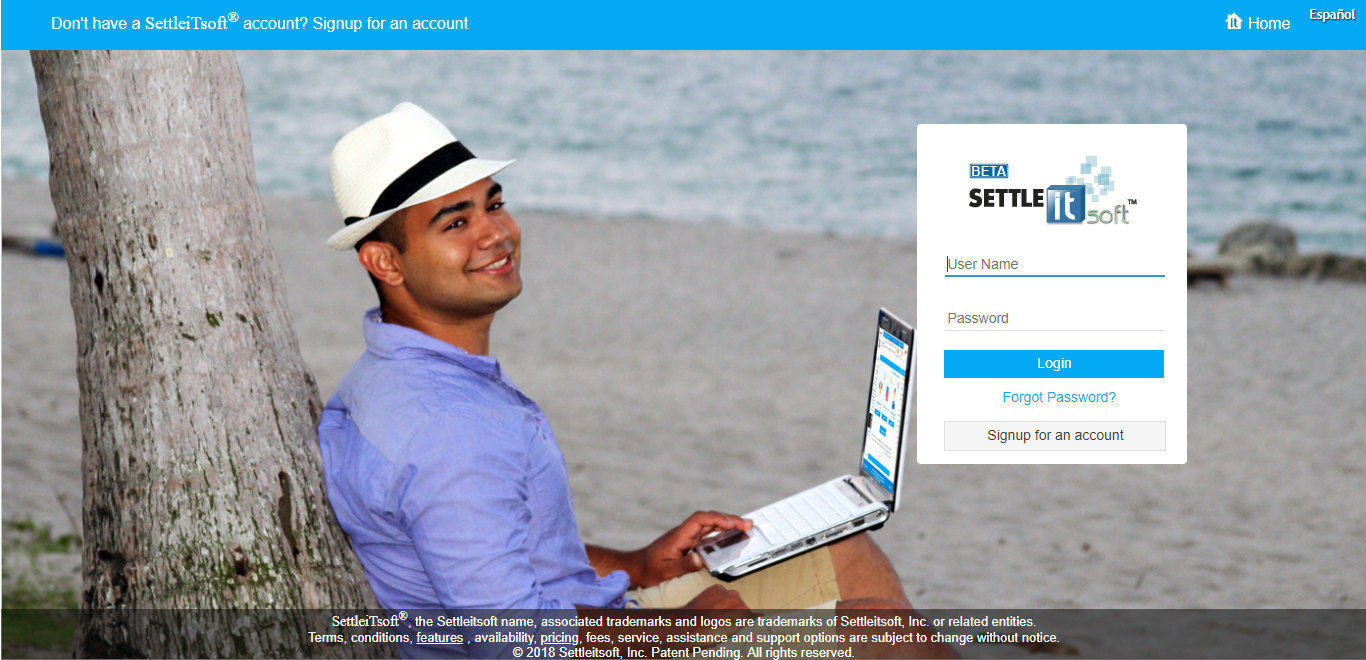 Don't have a SettleiTsoft® account? Signup for an account
Home
Español
BETA
SETTLE it soft™
User Name
Password
Login
Forgot Password?
Signup for an account
SettleiTsoft®, the Settleitsoft name, associated trademarks and logos are trademarks of Settleitsoft, Inc. or related entities.
Terms, conditions, features , availability, pricing, fees, service, assistance and support options are subject to change without notice.
© 2018 Settleitsoft, Inc. Patent Pending. All rights reserved.